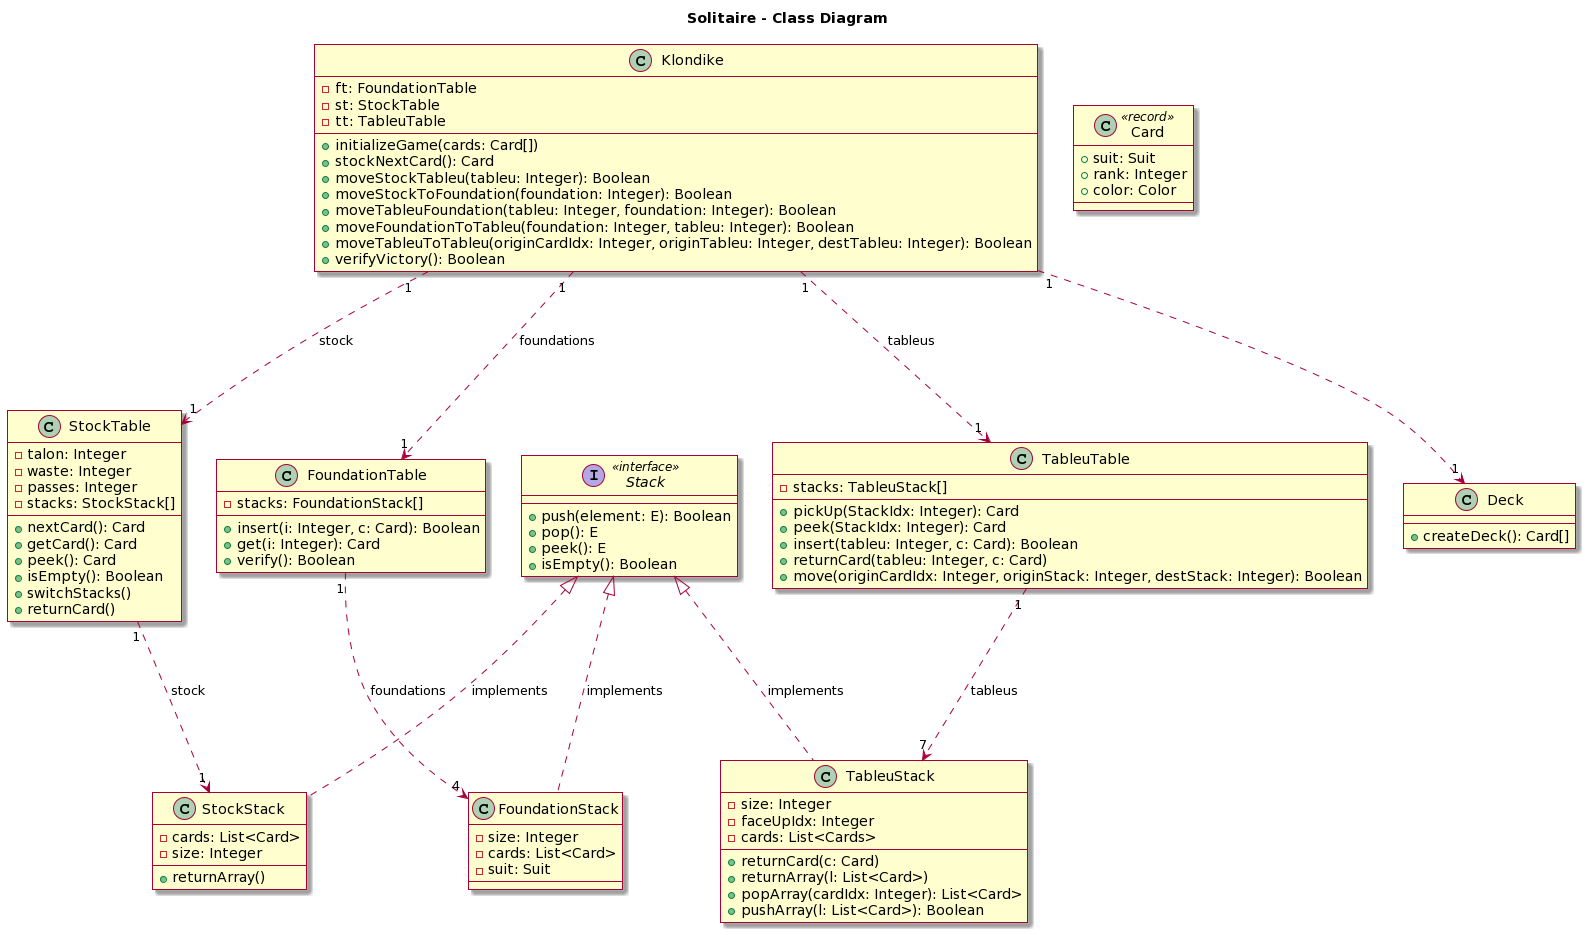 Solitaire - Class Diagram
C Klondike
ft: FoundationTable
st: StockTable
tt: TableuTable
initializeGame(cards: Card[])
stockNextCard(): Card
moveStockTableu(tableu: Integer): Boolean
moveStockToFoundation(foundation: Integer): Boolean
moveTableuFoundation(tableu: Integer, foundation: Integer): Boolean
moveFoundationToTableu(foundation: Integer, tableu: Integer): Boolean
moveTableuToTableu(originCardIdx: Integer, originTableu: Integer, destTableu: Integer): Boolean
verifyVictory(): Boolean
«record»
C Card
suit: Suit
rank: Integer
color: Color
1
1
1
1
stock
foundations
tableus
1
1
1
1
C StockTable
talon: Integer
waste: Integer
passes: Integer
stacks: StockStack[]
nextCard(): Card
getCard(): Card
peek(): Card
isEmpty(): Boolean
switchStacks()
returnCard()
C FoundationTable
stacks: FoundationStack[]
insert(i: Integer, c: Card): Boolean
get(i: Integer): Card
verify(): Boolean
«interface»
I Stack
push(element: E): Boolean
pop(): E
peek(): E
isEmpty(): Boolean
C TableuTable
stacks: TableuStack[]
pickUp(StackIdx: Integer): Card
peek(StackIdx: Integer): Card
insert(tableu: Integer, c: Card): Boolean
returnCard(tableu: Integer, c: Card)
move(originCardIdx: Integer, originStack: Integer, destStack: Integer): Boolean
C Deck
createDeck(): Card[]
1
1
1
stock
foundations
implements
implements
implements
tableus
1
4
7
C StockStack
cards: List<Card>
size: Integer
returnArray()
C FoundationStack
size: Integer
cards: List<Card>
suit: Suit
C TableuStack
size: Integer
faceUpIdx: Integer
cards: List<Cards>
returnCard(c: Card)
returnArray(l: List<Card>)
popArray(cardIdx: Integer): List<Card>
pushArray(l: List<Card>): Boolean